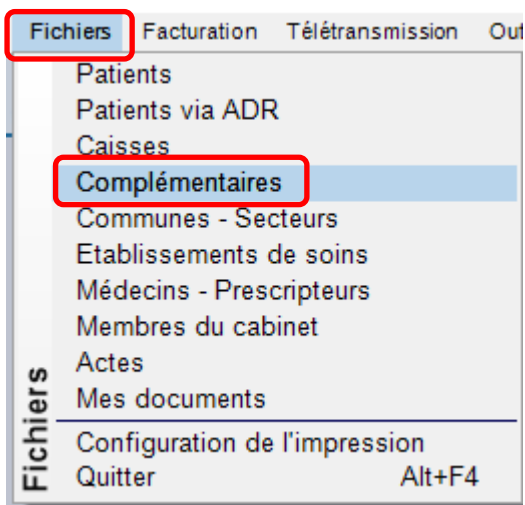 Fichiers Facturation Télétransmission Out
Patients
Patients via ADR
Caisses
Complémentaires
Communes - Secteurs
Etablissements de soins
Médecins - Prescripteurs
Membres du cabinet
Actes
Mes documents
Configuration de l'impression
Quitter Alt+F4
Fichiers